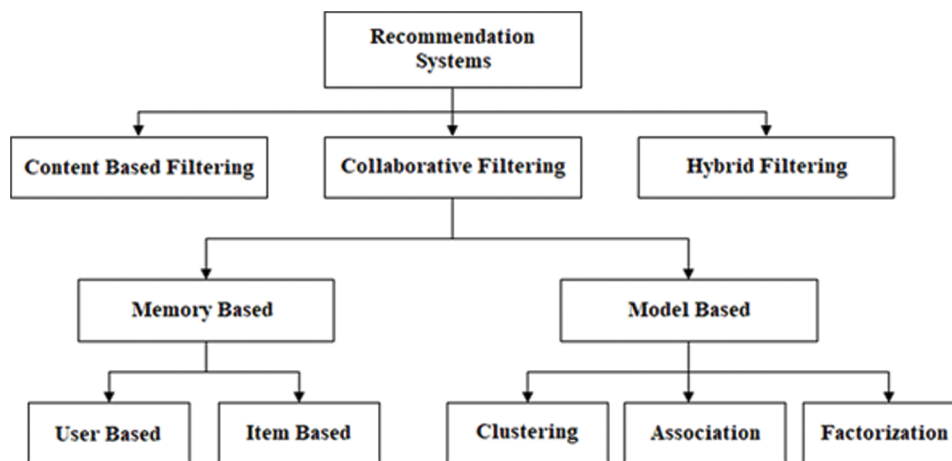 Recommendation
Systems
Content Based Filtering
Collaborative Filtering
Hybrid Filtering
Memory Based
Model Based
User Based
Item Based
Clustering
Association
Factorization